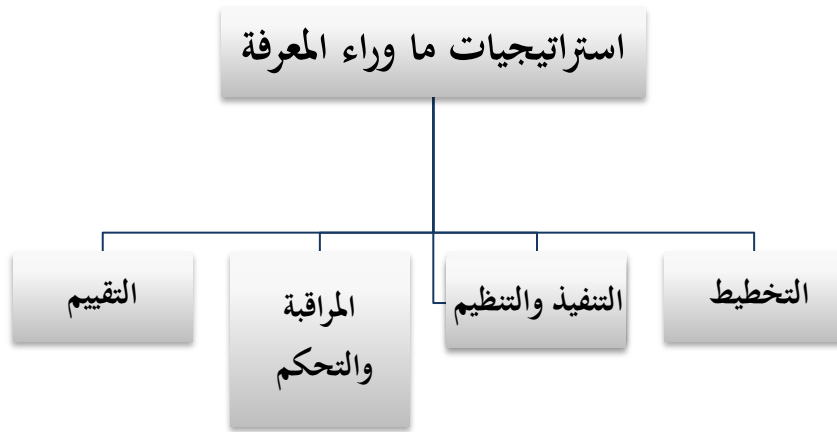 استراتيجيات ما وراء المعرفة
التخطيط
التنفيذ والتنظيم
المراقبة
والتحكم
التقييم